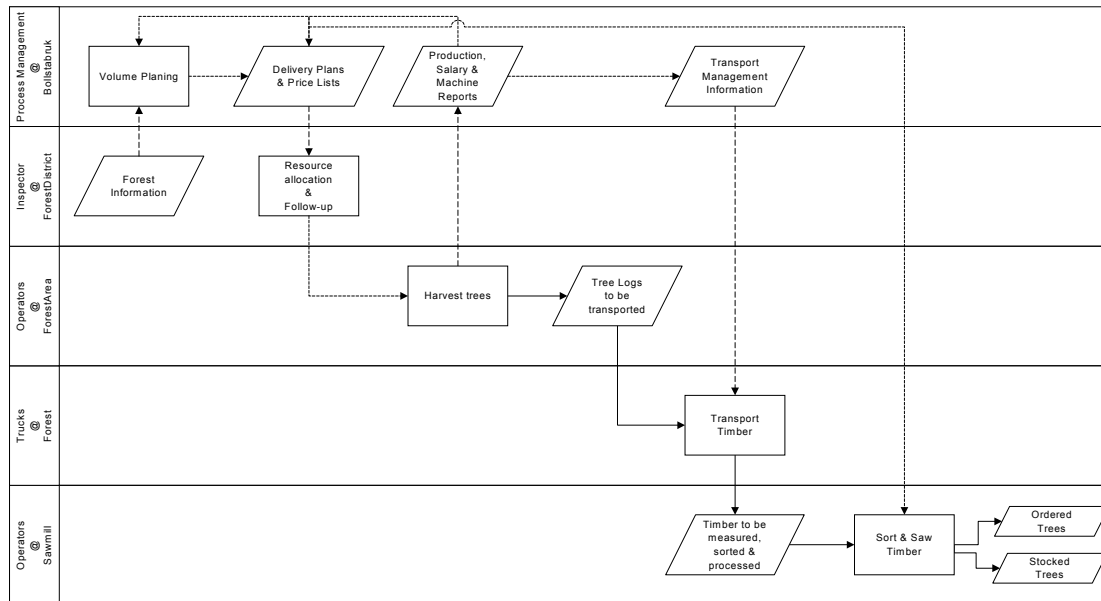 Process Management
@
Bollstabruk
Volume Planing
Delivery Plans
& Price Lists
Production,
Salary &
Machine
Reports
Transport
Management
Information
Inspector
@
ForestDistrict
Forest
Information
Resource
allocation
&
Follow-up
Operators
@
ForestArea
Harvest trees
Tree Logs
to be
transported
Trucks
@
Forest
Transport
Timber
Operators
@
Sawmill
Timber to be
measured,
sorted &
processed
Sort & Saw
Timber
Ordered
Trees
Stocked
Trees